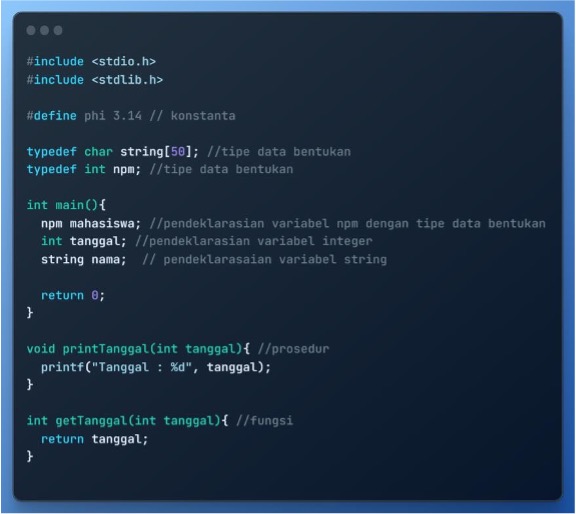 #include <stdio.h>
#include <stdlib.h>
#define phi 3.14 // konstanta
typedef char string[50]; //tipe data bentukan
typedef int npm; //tipe data bentukan
int main(){
npm mahasiswa; //pendeklarasian variabel npm dengan tipe data bentukan
int tanggal; //pendeklarasian variabel integer
string nama;  // pendeklarasaian variabel string
return 0;
}
void printTanggal(int tanggal){ //prosedur
printf("Tanggal : %d", tanggal);
}
int getTanggal(int tanggal){ //fungsi
return tanggal;
}